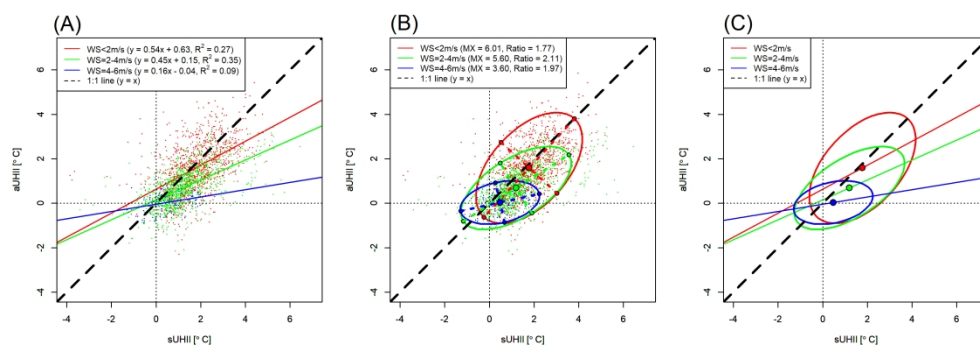 (A)
WS<2m/s (y = 0.54x + 0.63, R² = 0.27)
WS=2-4m/s (y = 0.45x + 0.15, R² = 0.35)
WS=4-6m/s (y = 0.16x - 0.04, R² = 0.09)
1:1 line (y = x)
aUHII [° C]
6
4
2
0
-2
-4
-4 -2 0 2 4 6
sUHII [° C]
(B)
WS<2m/s (MX = 6.01, Ratio = 1.77)
WS=2-4m/s (MX = 5.60, Ratio = 2.11)
WS=4-6m/s (MX = 3.60, Ratio = 1.97)
1:1 line (y = x)
aUHII [° C]
6
4
2
0
-2
-4
-4 -2 0 2 4 6
sUHII [° C]
(C)
WS<2m/s
WS=2-4m/s
WS=4-6m/s
1:1 line (y = x)
aUHII [° C]
6
4
2
0
-2
-4
-4 -2 0 2 4 6
sUHII [° C]